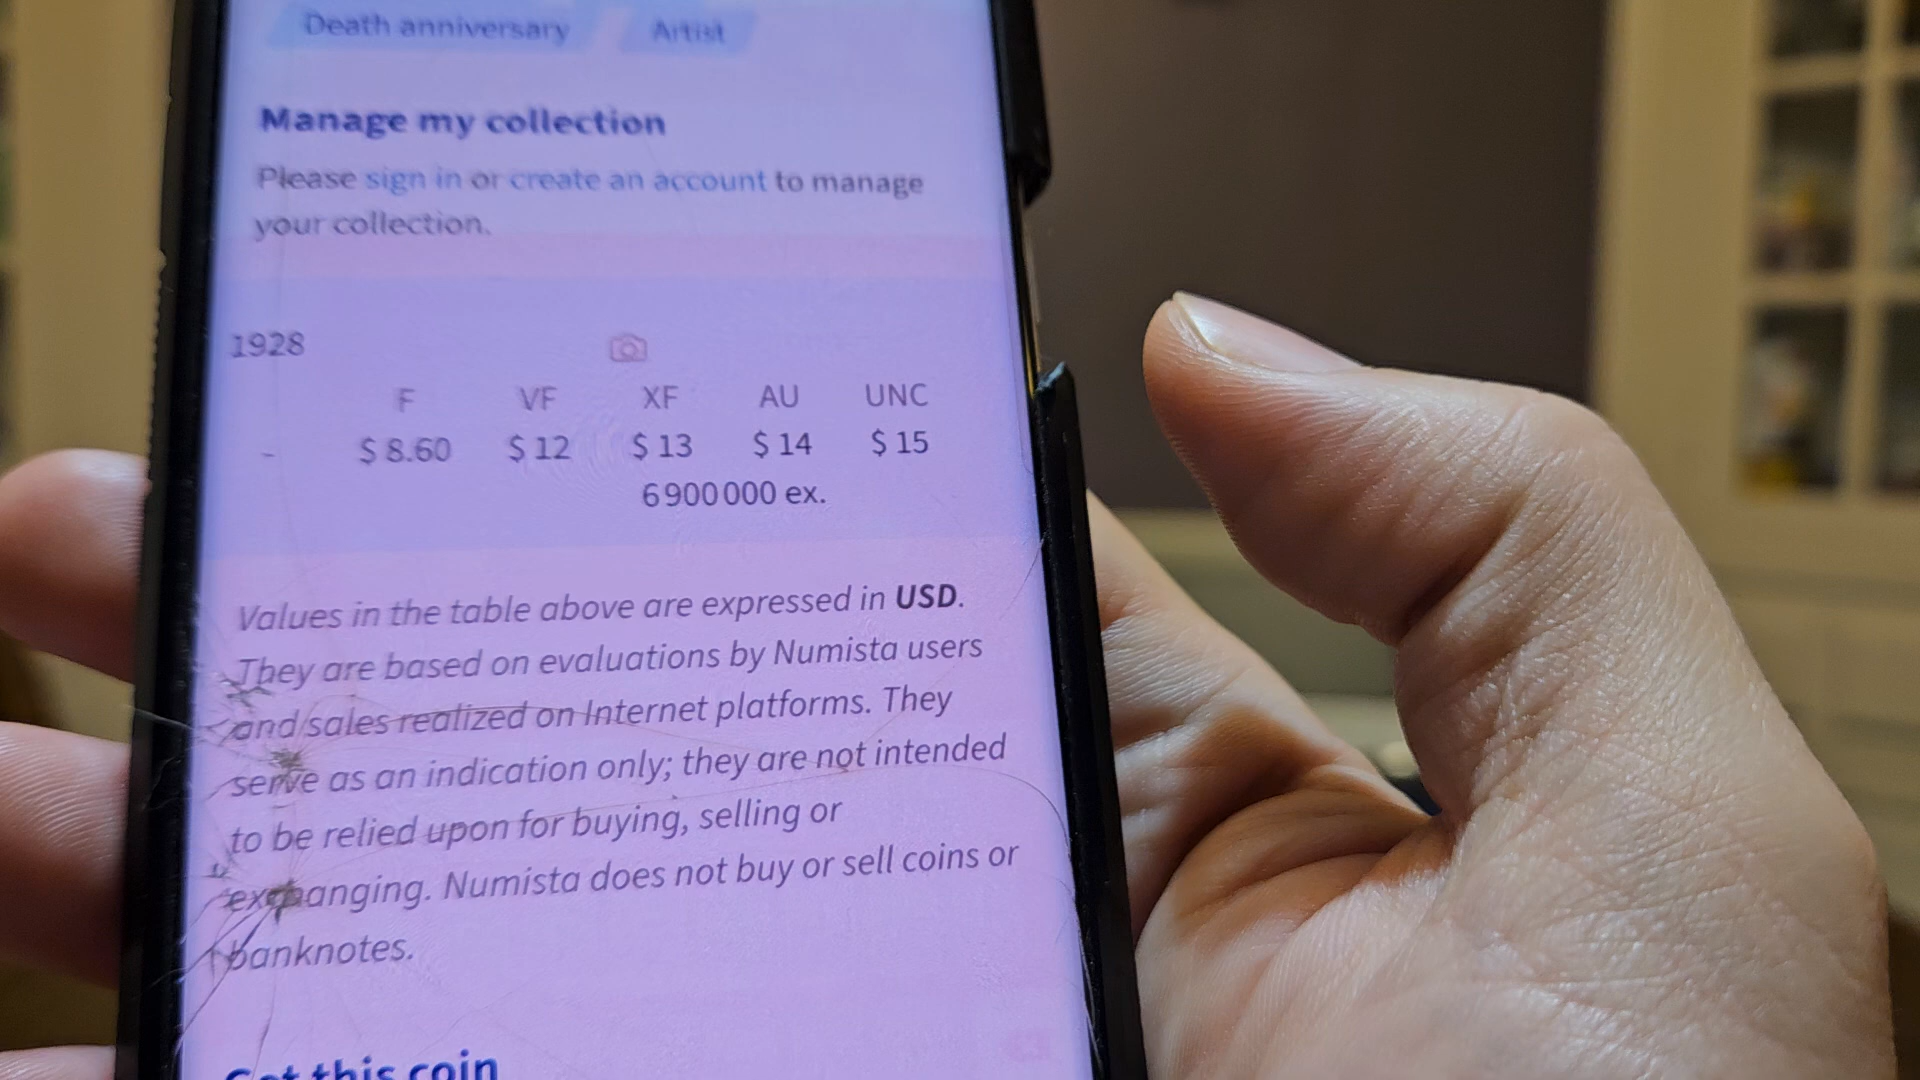 Death anniversary Artist
Manage my collection
Please sign in or create an account to manage
your collection.
1928
F VF XF AU UNC
- $ 8.60 $ 12 $ 13 $ 14 $ 15
6 900 000 ex.
Values in the table above are expressed in USD.
They are based on evaluations by Numista users
and sales realized on Internet platforms. They
serve as an indication only; they are not intended
to be relied upon for buying, selling or
exchanging. Numista does not buy or sell coins or
banknotes.
Get this coin